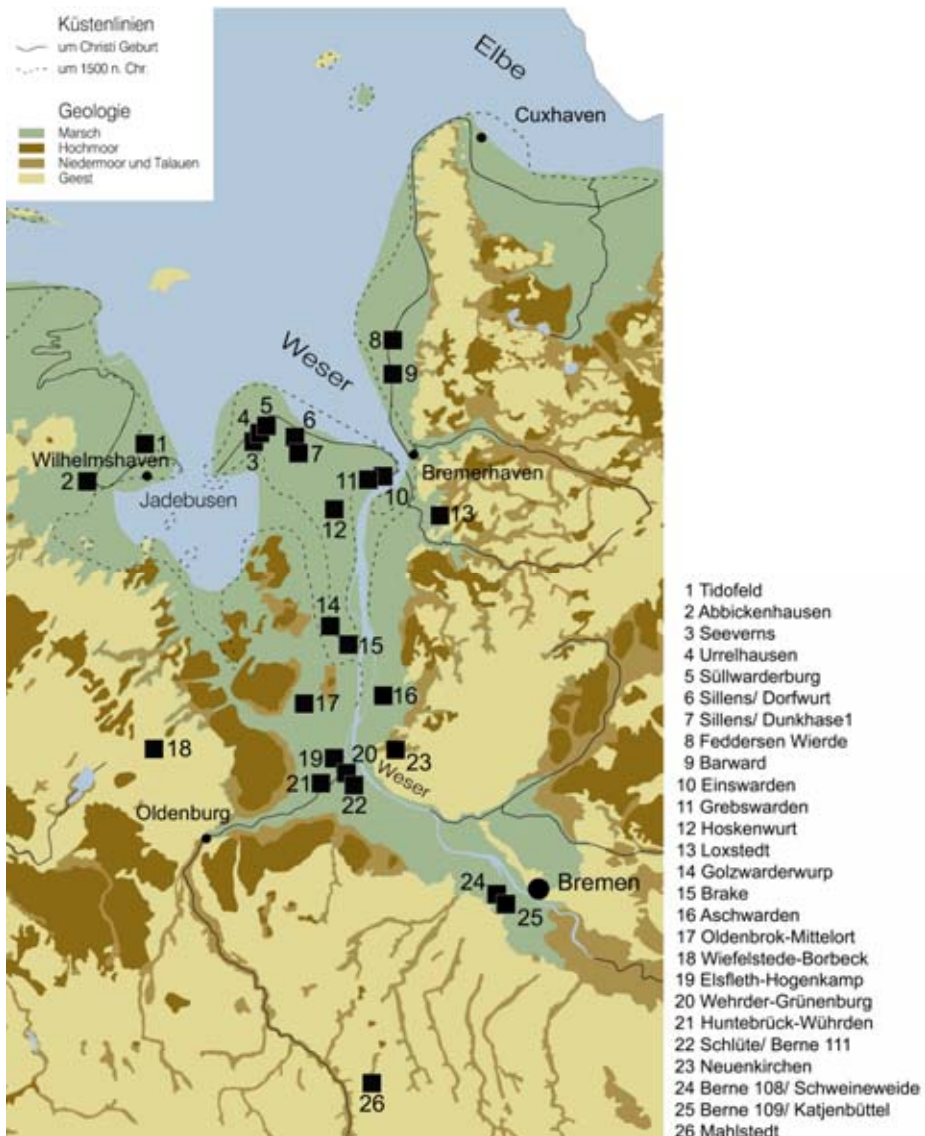 Küstenlinien
um Christi Geburt
um 1500 n. Chr.
Geologie
Marsch
Hochmoor
Niedermoor und Talauen
Geest
Elbe
Cuxhaven
Weser
8
9
5
4
6
3
7
1
Wilhelmshaven
2
Jadebusen
Bremerhaven
11
10
12
13
14
15
17
16
18
19
20
23
21
22
Weser
Oldenburg
24
Bremen
25
26
1 Tidofeld
2 Abbickenhausen
3 Seeverns
4 Urrelhausen
5 Süllwarderburg
6 Sillens/ Dorfwurt
7 Sillens/ Dunkhase1
8 Feddersen Wierde
9 Barward
10 Einswarden
11 Grebswarden
12 Hoskenwurt
13 Loxstedt
14 Golzwarderwurp
15 Brake
16 Aschwarden
17 Oldenbrok-Mittelort
18 Wiefelstede-Borbeck
19 Elsfleth-Hogenkamp
20 Wehrder-Grünenburg
21 Huntebrück-Wührden
22 Schlüte/ Berne 111
23 Neuenkirchen
24 Berne 108/ Schweineweide
25 Berne 109/ Katjenbüttel
26 Mahlstedt